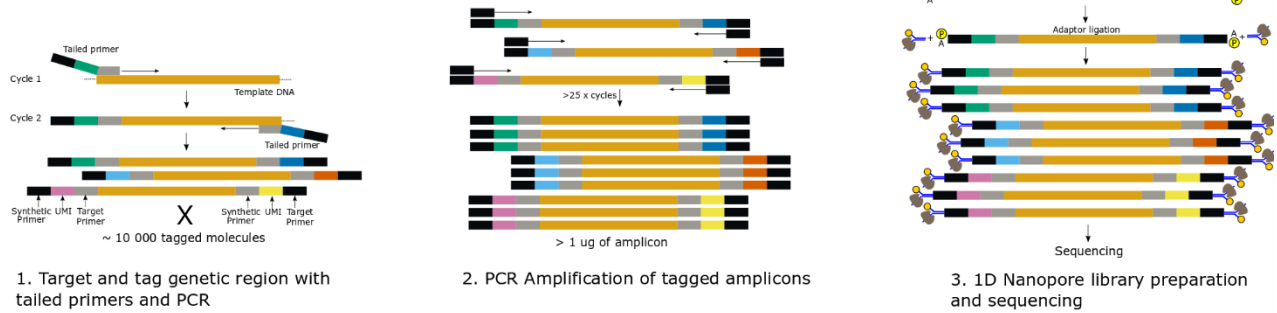 Tailed primer
Cycle 1
Template DNA
Cycle 2
Tailed primer
Synthetic UMI Target Synthetic UMI Target
Primer Primer Primer Primer
X
~ 10 000 tagged molecules
1. Target and tag genetic region with
tailed primers and PCR
>25 x cycles
> 1 ug of amplicon
2. PCR Amplification of tagged amplicons
A P
Adaptor ligation
+ P A A P +
Sequencing
3. 1D Nanopore library preparation
and sequencing